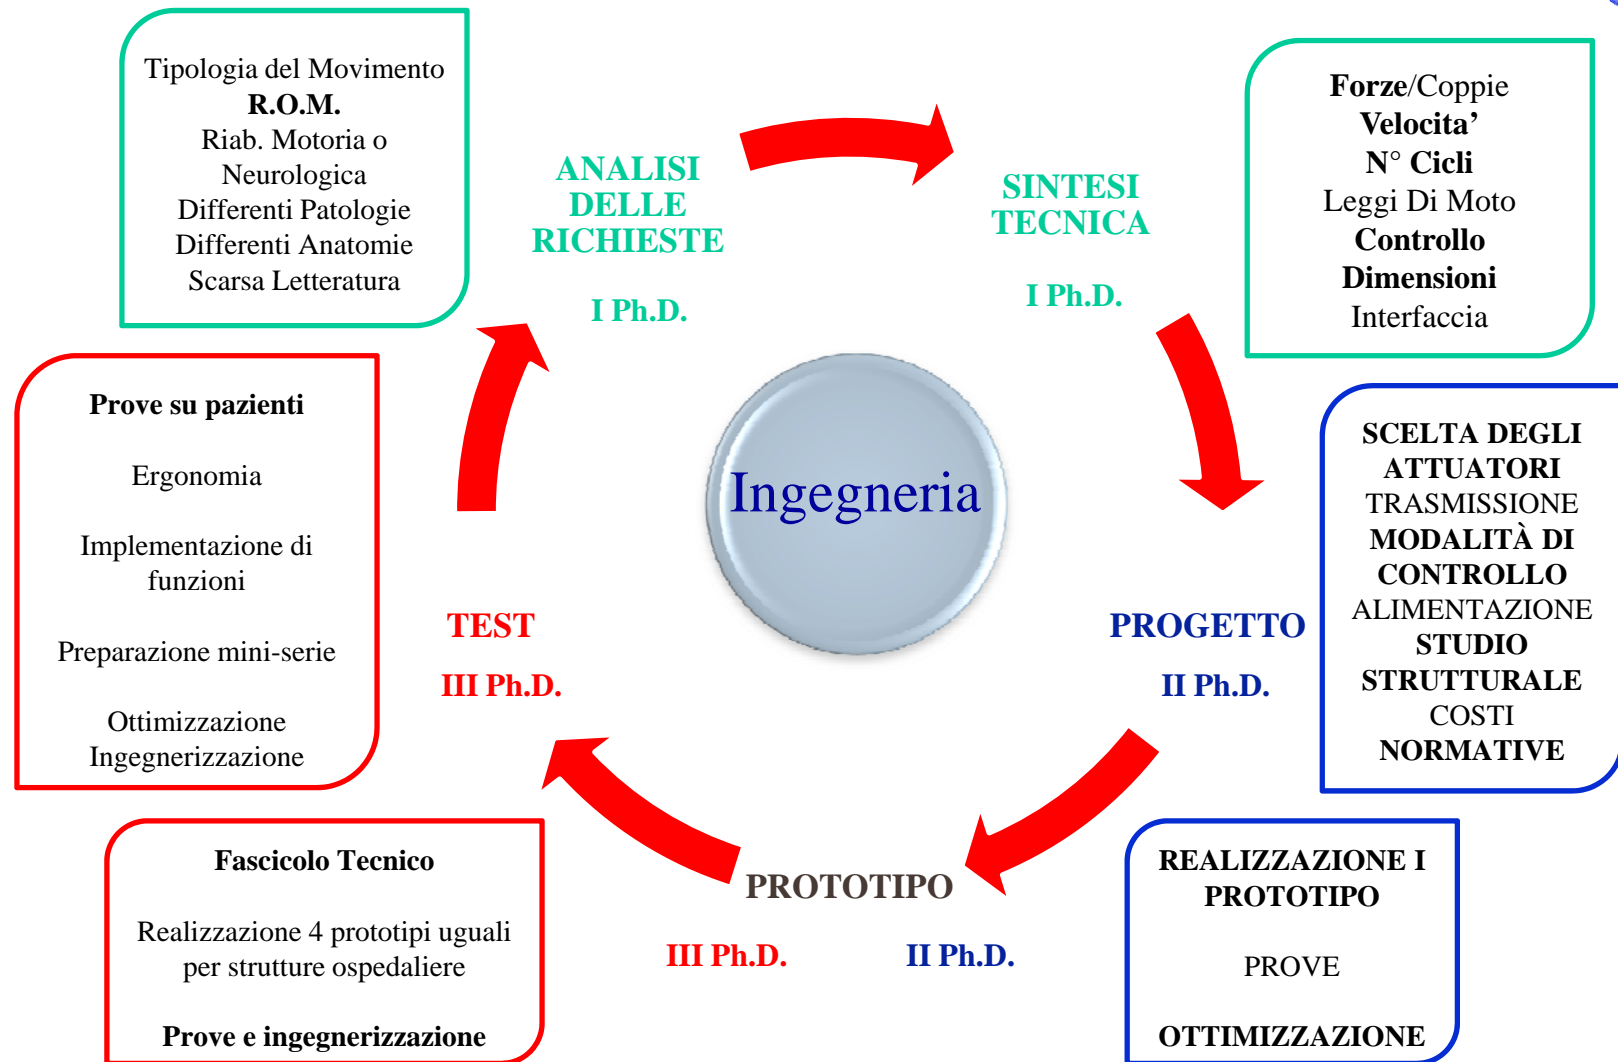 Tipologia del Movimento
R.O.M.
Riab. Motoria o
Neurologica
Differenti Patologie
Differenti Anatomie
Scarsa Letteratura
ANALISI
DELLE
RICHIESTE
I Ph.D.
SINTESI
TECNICA
I Ph.D.
Forze/Coppie
Velocita’
N° Cicli
Leggi Di Moto
Controllo
Dimensioni
Interfaccia
Prove su pazienti
Ergonomia
Implementazione di
funzioni
Preparazione mini-serie
Ottimizzazione
Ingegnerizzazione
TEST
III Ph.D.
Ingegneria
PROGETTO
II Ph.D.
SCELTA DEGLI
ATTUATORI
TRASMISSIONE
MODALITÀ DI
CONTROLLO
ALIMENTAZIONE
STUDIO
STRUTTURALE
COSTI
NORMATIVE
Fascicolo Tecnico
Realizzazione 4 prototipi uguali
per strutture ospedaliere
Prove e ingegnerizzazione
PROTOTIPO
III Ph.D.
II Ph.D.
REALIZZAZIONE I
PROTOTIPO
PROVE
OTTIMIZZAZIONE